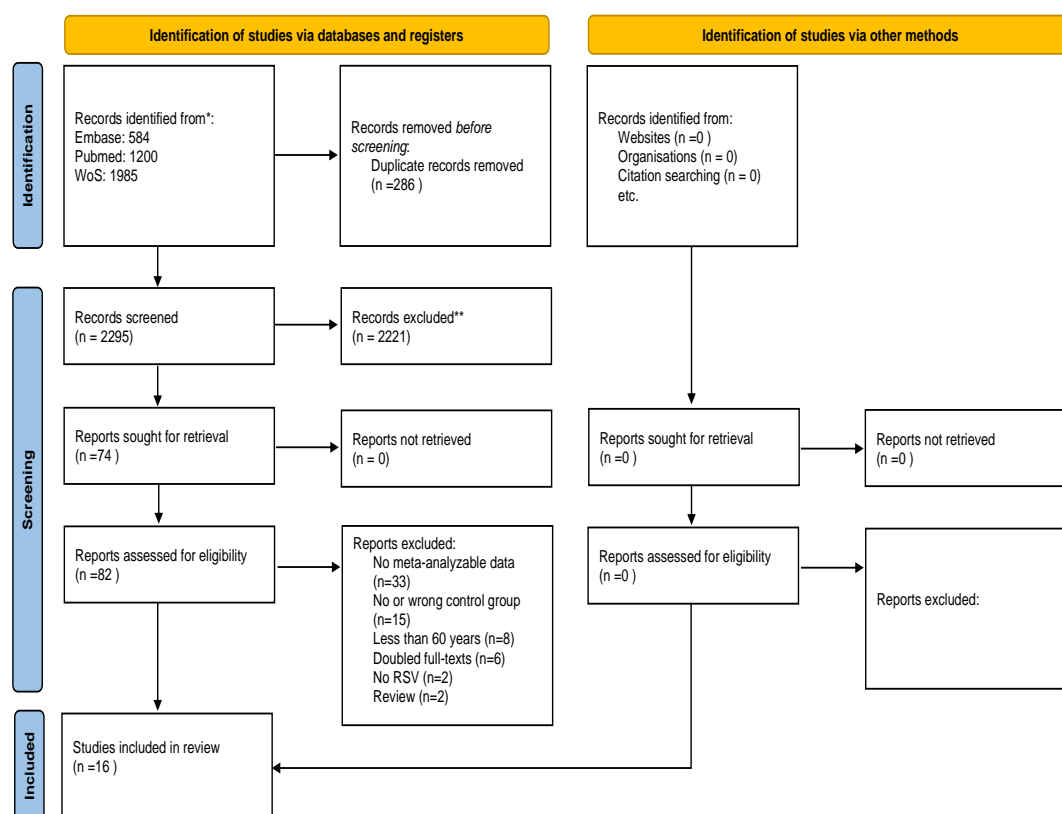 Identification of studies via databases and registers
Identification of studies via other methods
Identification
Records identified from*:
Embase: 584
Pubmed: 1200
WoS: 1985
Records removed before
screening:
Duplicate records removed
(n =286 )
Records identified from:
Websites (n =0 )
Organisations (n = 0)
Citation searching (n = 0)
etc.
Screening
Records screened
(n = 2295)
Records excluded**
(n = 2221)
Reports sought for retrieval
(n =74 )
Reports not retrieved
(n = 0)
Reports sought for retrieval
(n =0 )
Reports not retrieved
(n =0 )
Reports assessed for eligibility
(n =82 )
Reports excluded:
No meta-analyzable data
(n=33)
No or wrong control group
(n=15)
Less than 60 years (n=8)
Doubled full-texts (n=6)
No RSV (n=2)
Review (n=2)
Reports assessed for eligibility
(n =0 )
Reports excluded:
Included
Studies included in review
(n =16 )